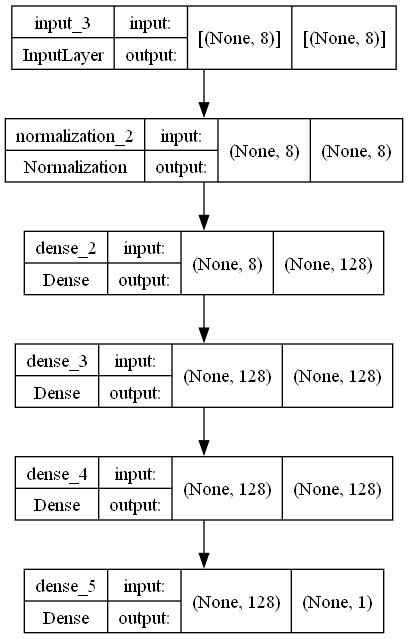 input_3 input: [(None, 8)] [(None, 8)]
InputLayer output:
normalization_2 input: (None, 8) (None, 8)
Normalization output:
dense_2 input: (None, 8) (None, 128)
Dense output:
dense_3 input: (None, 128) (None, 128)
Dense output:
dense_4 input: (None, 128) (None, 128)
Dense output:
dense_5 input: (None, 128) (None, 1)
Dense output: